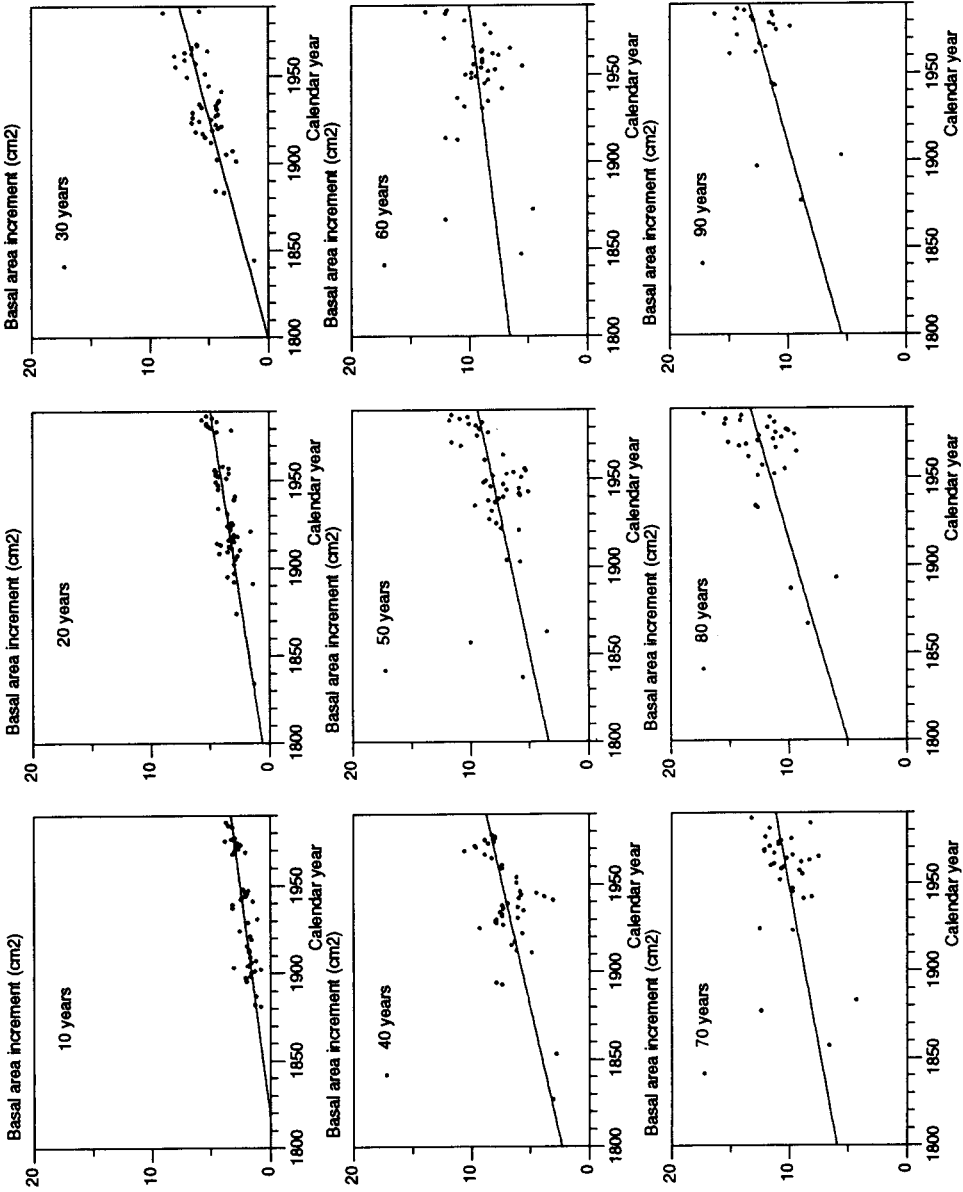 Basal area increment (cm2)
20
10 years
10
0
1800 1850 1900 1950
Calendar year
Basal area increment (cm2)
20
20 years
10
0
1800 1850 1900 1950
Calendar year
Basal area increment (cm2)
20
30 years
10
0
1800 1850 1900 1950
Calendar year
Basal area increment (cm2)
20
40 years
10
0
1800 1850 1900 1950
Calendar year
Basal area increment (cm2)
20
50 years
10
0
1800 1850 1900 1950
Calendar year
Basal area increment (cm2)
20
60 years
10
0
1800 1850 1900 1950
Calendar year
Basal area increment (cm2)
20
70 years
10
0
1800 1850 1900 1950
Calendar year
Basal area increment (cm2)
20
80 years
10
0
1800 1850 1900 1950
Calendar year
Basal area increment (cm2)
20
90 years
10
0
1800 1850 1900 1950
Calendar year